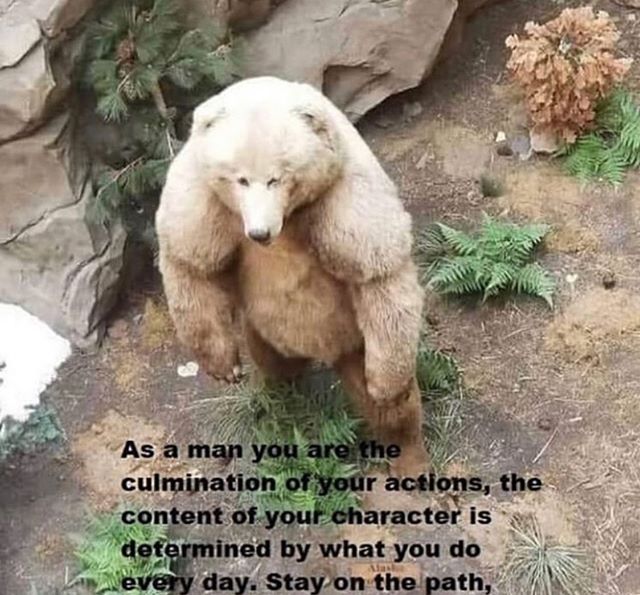 As a man you are the
culmination of your actions, the
content of your character is
determined by what you do
Alaska
every day. Stay on the path,